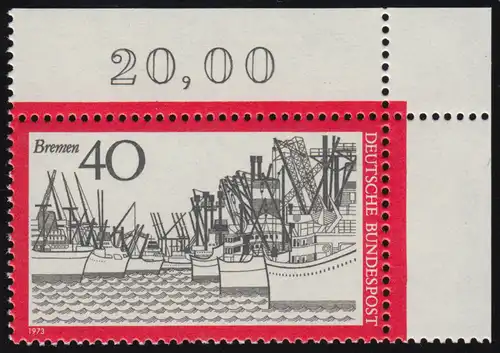 20,00
Bremen 40
DEUTSCHE BUNDESPOST
1973